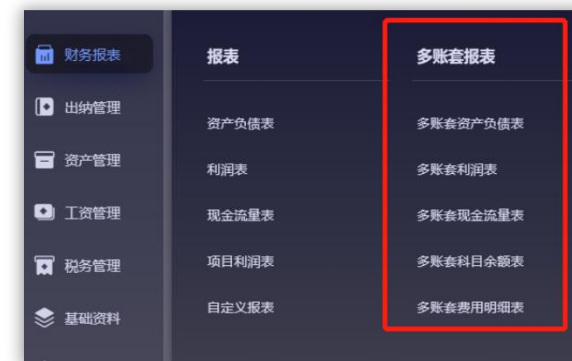 财务报表
出纳管理
资产管理
工资管理
税务管理
基础资料
报表
资产负债表
利润表
现金流量表
项目利润表
自定义报表
多账套报表
多账套资产负债表
多账套利润表
多账套现金流量表
多账套科目余额表
多账套费用明细表